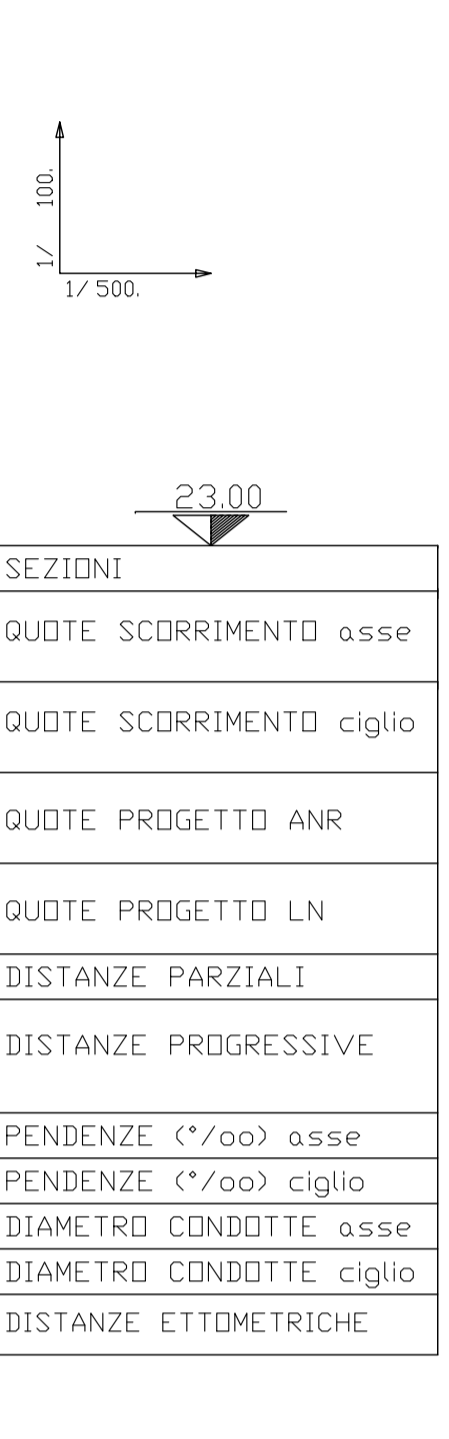 1/ 100.
1/ 500.
23.00
SEZIONI
QUOTE SCORRIMENTO asse
QUOTE SCORRIMENTO ciglio
QUOTE PROGETTO ANR
QUOTE PROGETTO LN
DISTANZE PARZIALI
DISTANZE PROGRESSIVE
PENDENZE (°/oo) asse
PENDENZE (°/oo) ciglio
DIAMETRO CONDOTTE asse
DIAMETRO CONDOTTE ciglio
DISTANZE ETTOMETRICHE